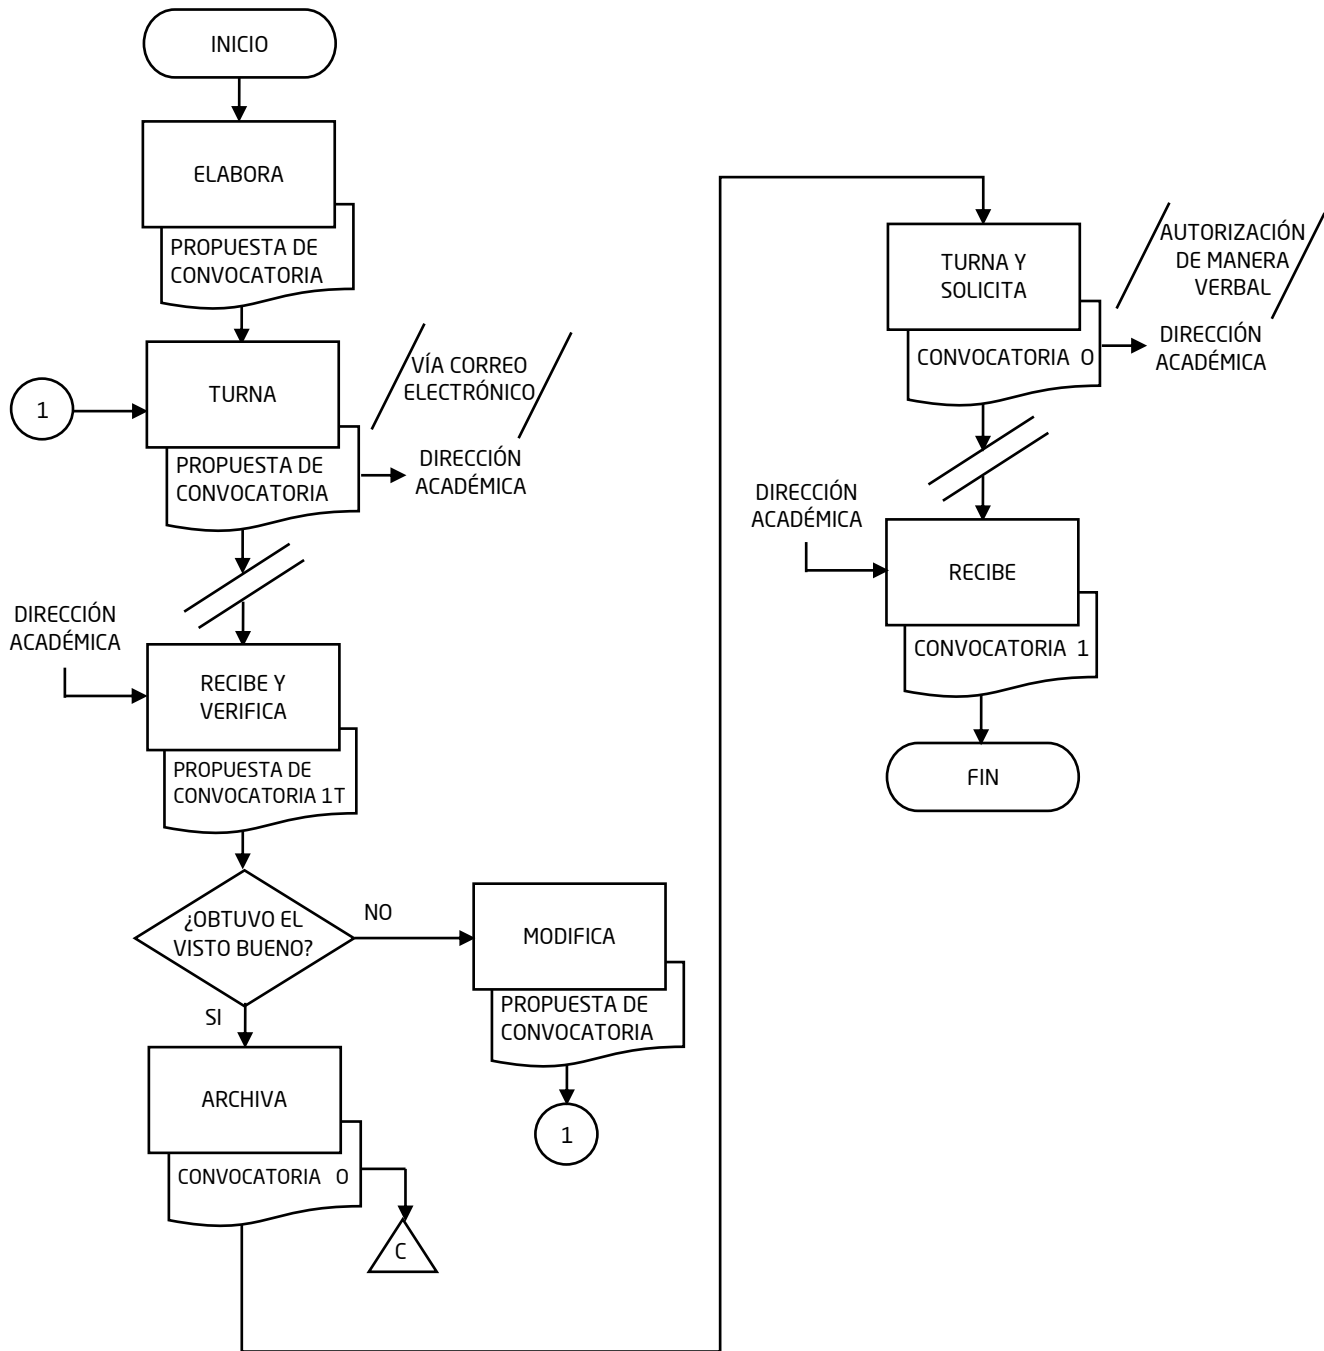 INICIO
ELABORA
PROPUESTA DE
CONVOCATORIA
1
TURNA
VÍA CORREO
ELECTRÓNICO
PROPUESTA DE
CONVOCATORIA
DIRECCIÓN
ACADÉMICA
DIRECCIÓN
ACADÉMICA
RECIBE Y
VERIFICA
PROPUESTA DE
CONVOCATORIA 1T
¿OBTUVO EL
VISTO BUENO?
NO
MODIFICA
PROPUESTA DE
CONVOCATORIA
1
SI
ARCHIVA
CONVOCATORIA O
C
TURNA Y
SOLICITA
AUTORIZACIÓN
DE MANERA
VERBAL
CONVOCATORIA O
DIRECCIÓN
ACADÉMICA
DIRECCIÓN
ACADÉMICA
RECIBE
CONVOCATORIA 1
FIN